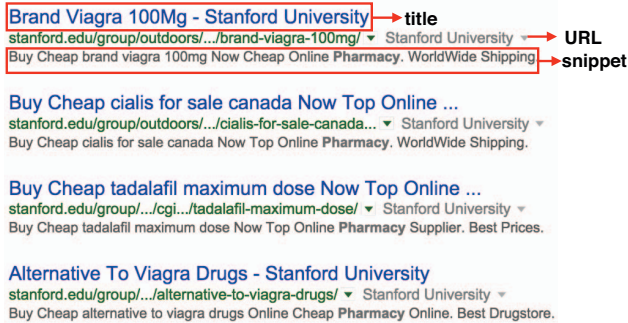 Brand Viagra 100Mg - Stanford University title
stanford.edu/group/outdoors/.../brand-viagra-100mg/ Stanford University URL
Buy Cheap brand viagra 100mg Now Cheap Online Pharmacy. WorldWide Shipping. snippet
Buy Cheap cialis for sale canada Now Top Online ...
stanford.edu/group/outdoors/.../cialis-for-sale-canada... Stanford University
Buy Cheap cialis for sale canada Now Top Online Pharmacy. WorldWide Shipping.
Buy Cheap tadalafil maximum dose Now Top Online ...
stanford.edu/group/.../cgi.../tadalafil-maximum-dose/ Stanford University
Buy Cheap tadalafil maximum dose Now Top Online Pharmacy Supplier. Best Prices.
Alternative To Viagra Drugs - Stanford University
stanford.edu/group/.../alternative-to-viagra-drugs/ Stanford University
Buy Cheap alternative to viagra drugs Online Cheap Pharmacy Online. Best Drugstore.